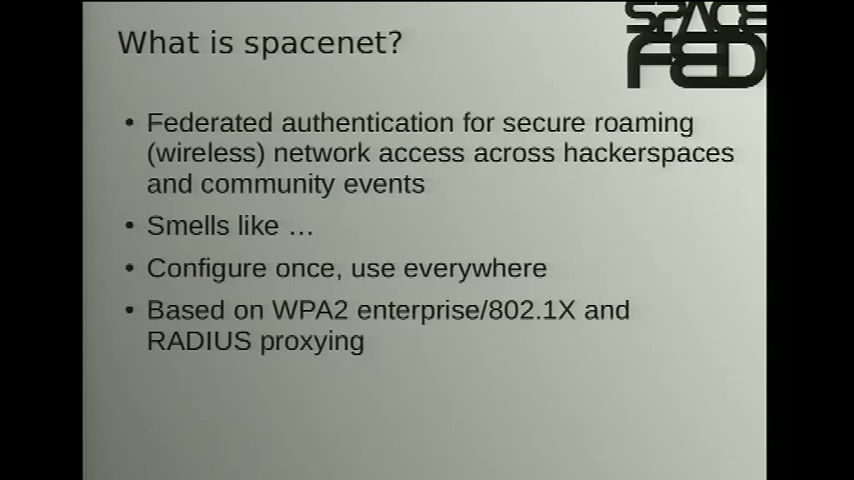 SPACE
FED
What is spacenet?
• Federated authentication for secure roaming
(wireless) network access across hackerspaces
and community events
• Smells like …
• Configure once, use everywhere
• Based on WPA2 enterprise/802.1X and
RADIUS proxying